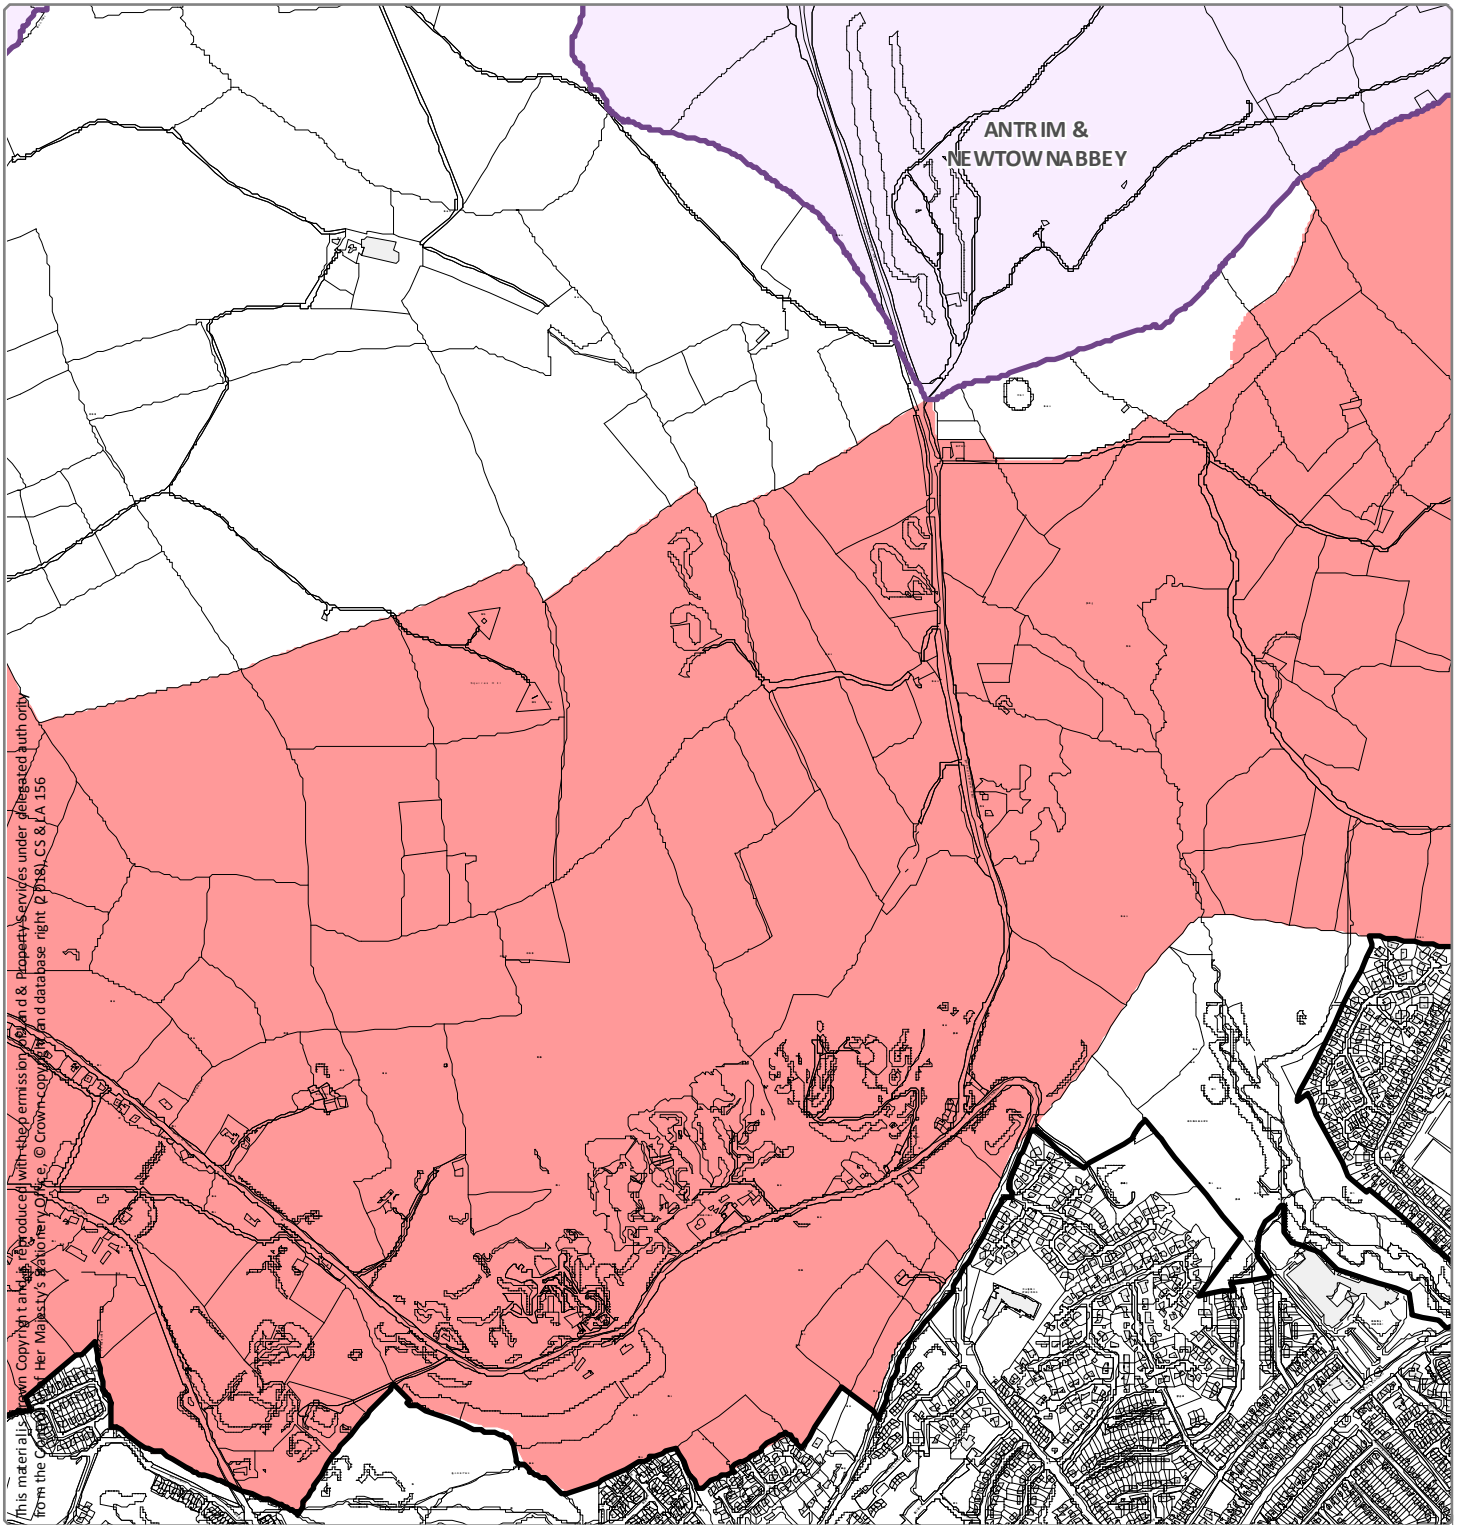 ANTRIM &
NEWTOWNABBEY
This material is Crown Copyright and is reproduced with the permission of Land & Property Services under delegated authority
from the Controller of Her Majesty's Stationery Office, © Crown copyright and database right (2018), CS & LA 156